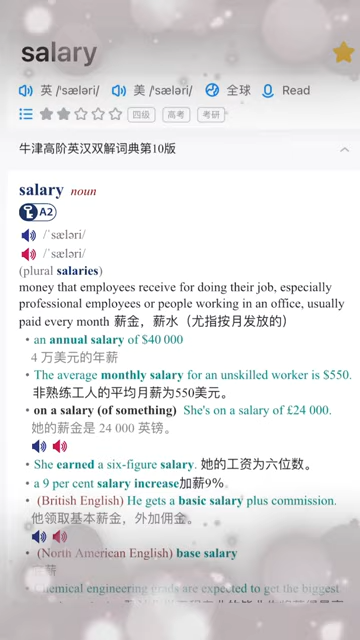 salary
英 /'sæləri/ 美 /'sæləri/ 全球 Read
四级 高考 考研
牛津高阶英汉双解词典第10版
salary noun
A2
/ˈsæləri/
/ˈsæləri/
(plural salaries)
money that employees receive for doing their job, especially
professional employees or people working in an office, usually
paid every month 薪金，薪水（尤指按月发放的）
• an annual salary of $40 000
4 万美元的年薪
• The average monthly salary for an unskilled worker is $550.
非熟练工人的平均月薪为550美元。
• on a salary (of something) She's on a salary of £24 000.
她的薪金是 24 000 英镑。
• She earned a six-figure salary. 她的工资为六位数。
• a 9 per cent salary increase加薪9%。
• (British English) He gets a basic salary plus commission.
他领取基本薪金，外加佣金。
• (North American English) base salary
• Chemical engineering grads are expected to get the biggest